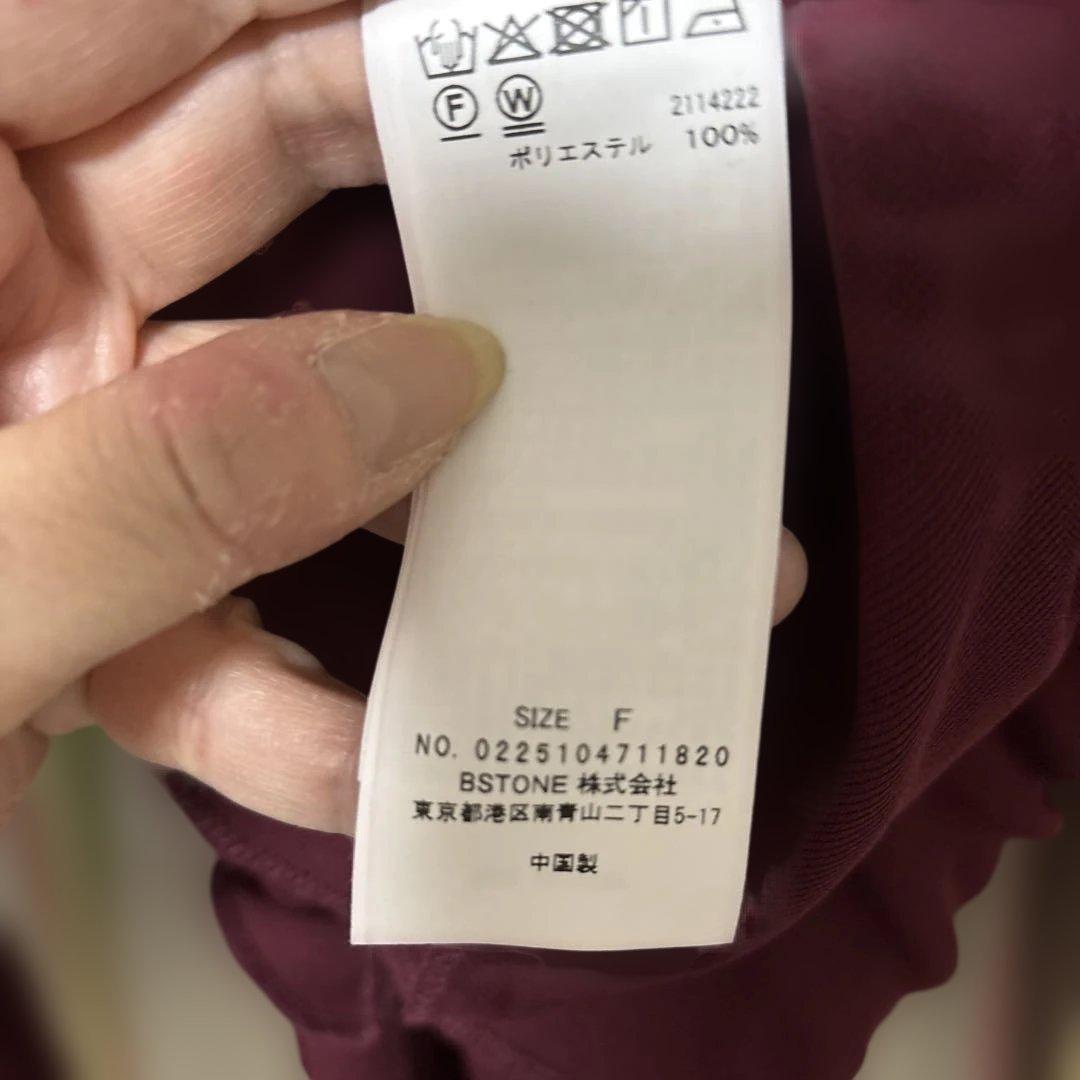 Ⓕ Ⓦ 2114222
ポリエステル 100%
SIZE F
NO. 0225104711820
BSTONE 株式会社
東京都港区南青山二丁目5-17
中国製